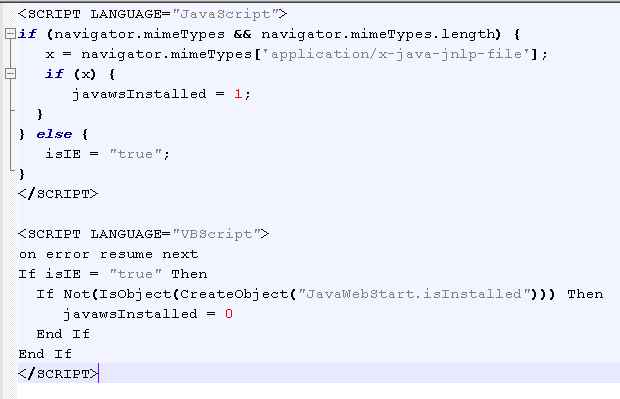 <SCRIPT LANGUAGE="JavaScript">
if (navigator.mimeTypes && navigator.mimeTypes.length) {
   x = navigator.mimeTypes['application/x-java-jnlp-file'];
   if (x) {
      javawsInstalled = 1;
  }
} else {
   isIE = "true";
}
</SCRIPT>

<SCRIPT LANGUAGE="VBScript">
on error resume next
If isIE = "true" Then
  If Not(IsObject(CreateObject("JavaWebStart.isInstalled"))) Then
     javawsInstalled = 0
  End If
End If
</SCRIPT>